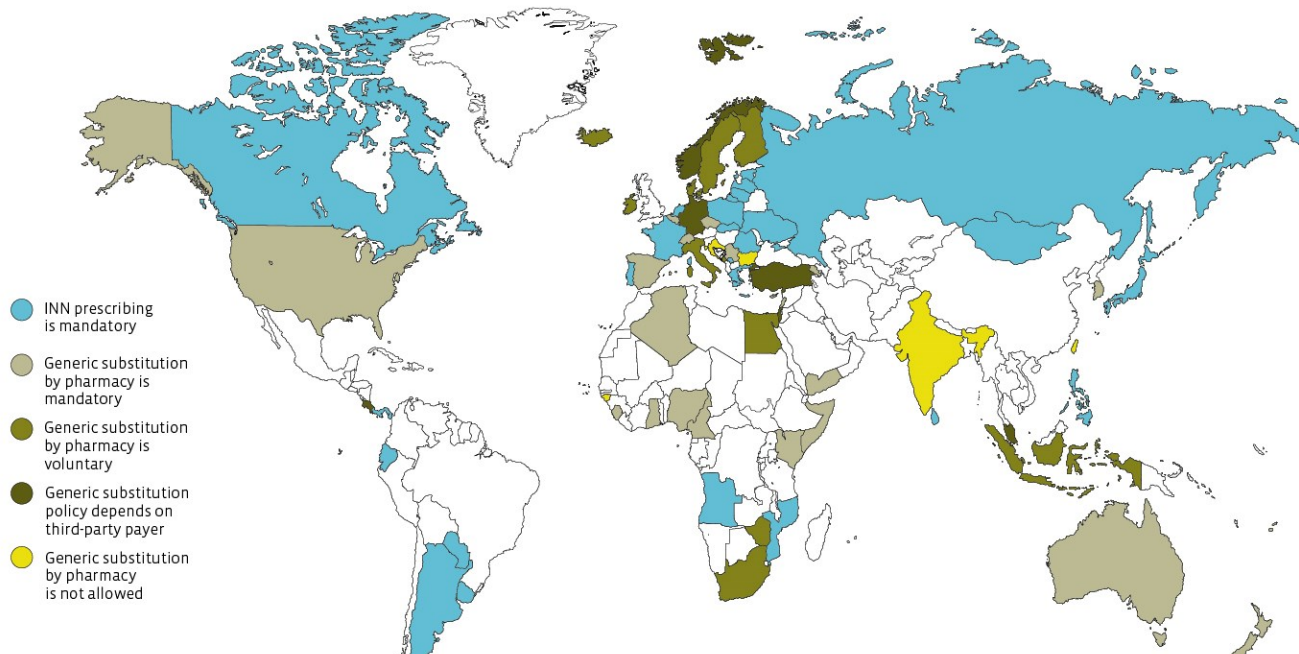 INN prescribing
is mandatory
Generic substitution
by pharmacy is
mandatory
Generic substitution
by pharmacy is
voluntary
Generic substitution
policy depends on
third-party payer
Generic substitution
by pharmacy
is not allowed